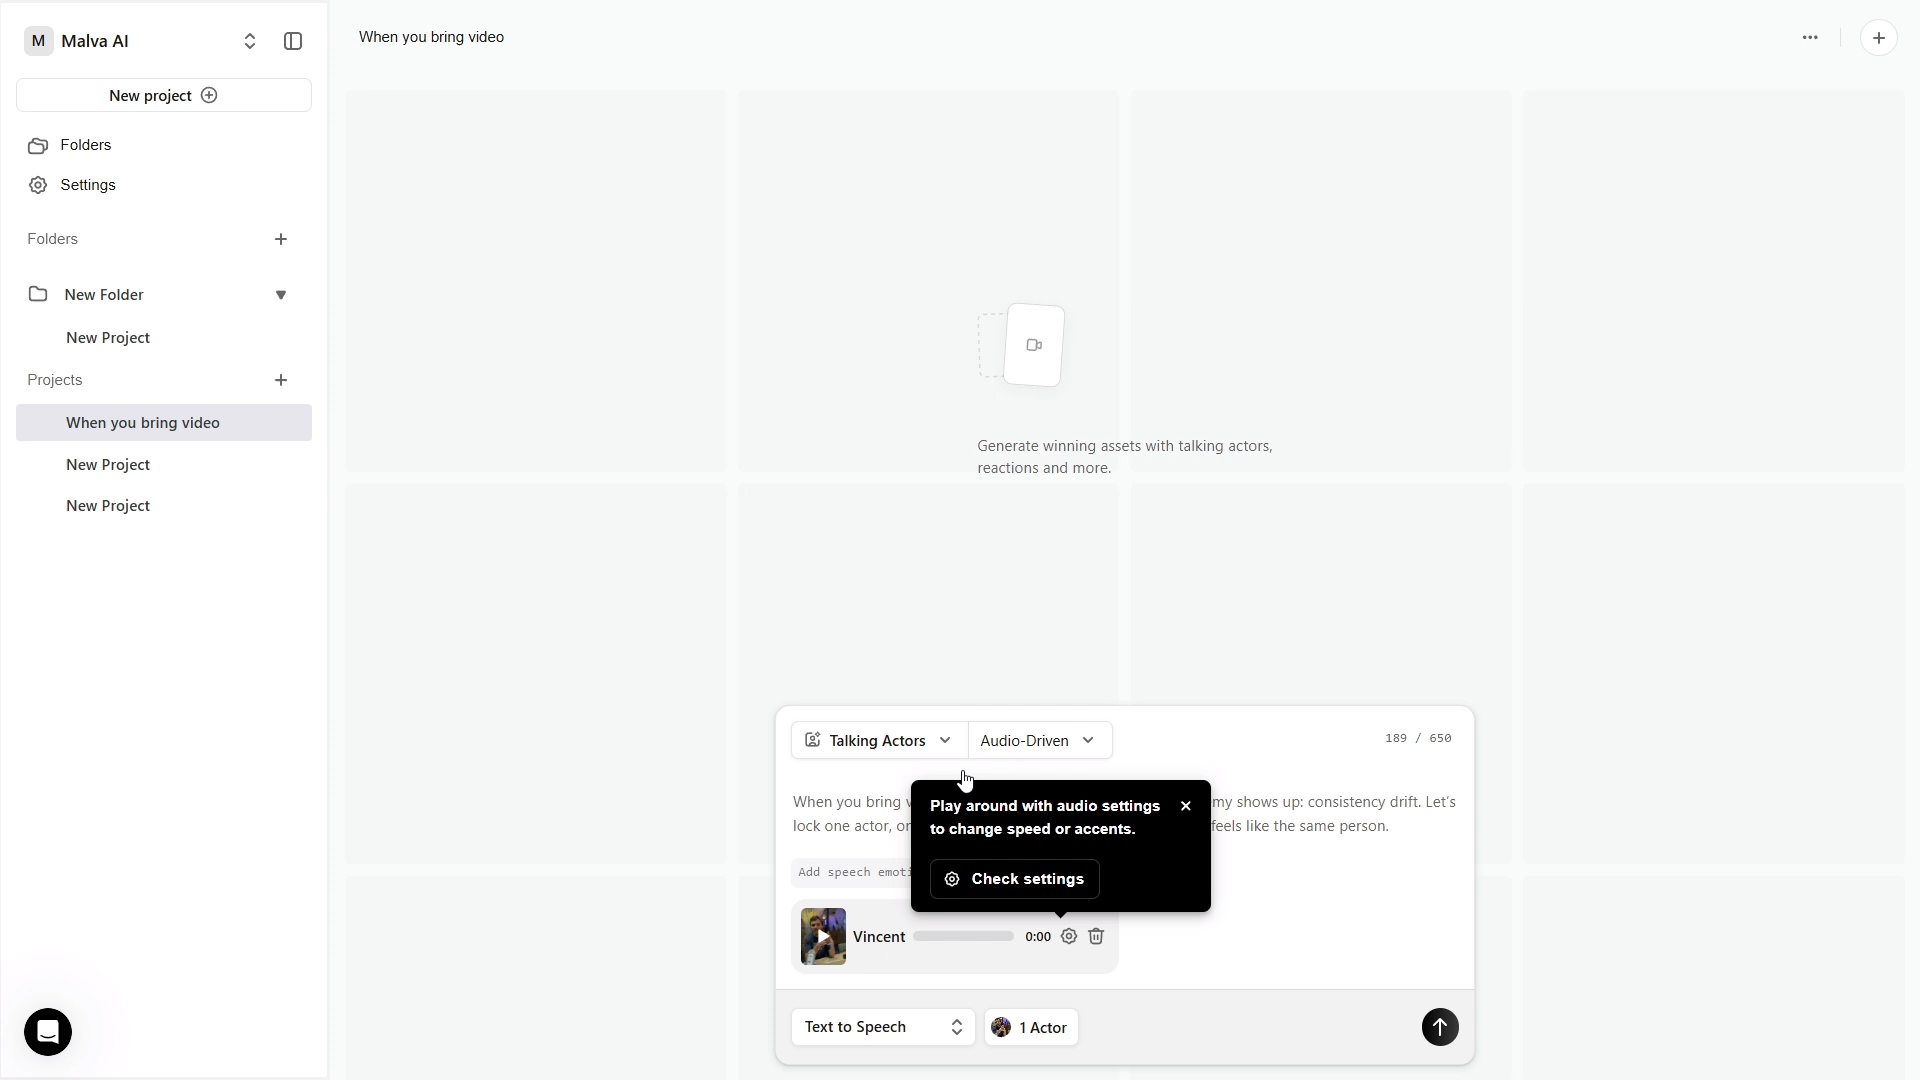 M Malva AI
When you bring video
New project
Folders
Settings
Folders
New Folder
New Project
Projects
When you bring video
New Project
New Project
Generate winning assets with talking actors,
reactions and more.
Talking Actors
Audio-Driven
189 / 650
When you bring
my shows up: consistency drift. Let's
lock one actor,
feels like the same person.
Play around with audio settings
to change speed or accents.
Check settings
Add speech
Vincent
0:00
Text to Speech
1 Actor